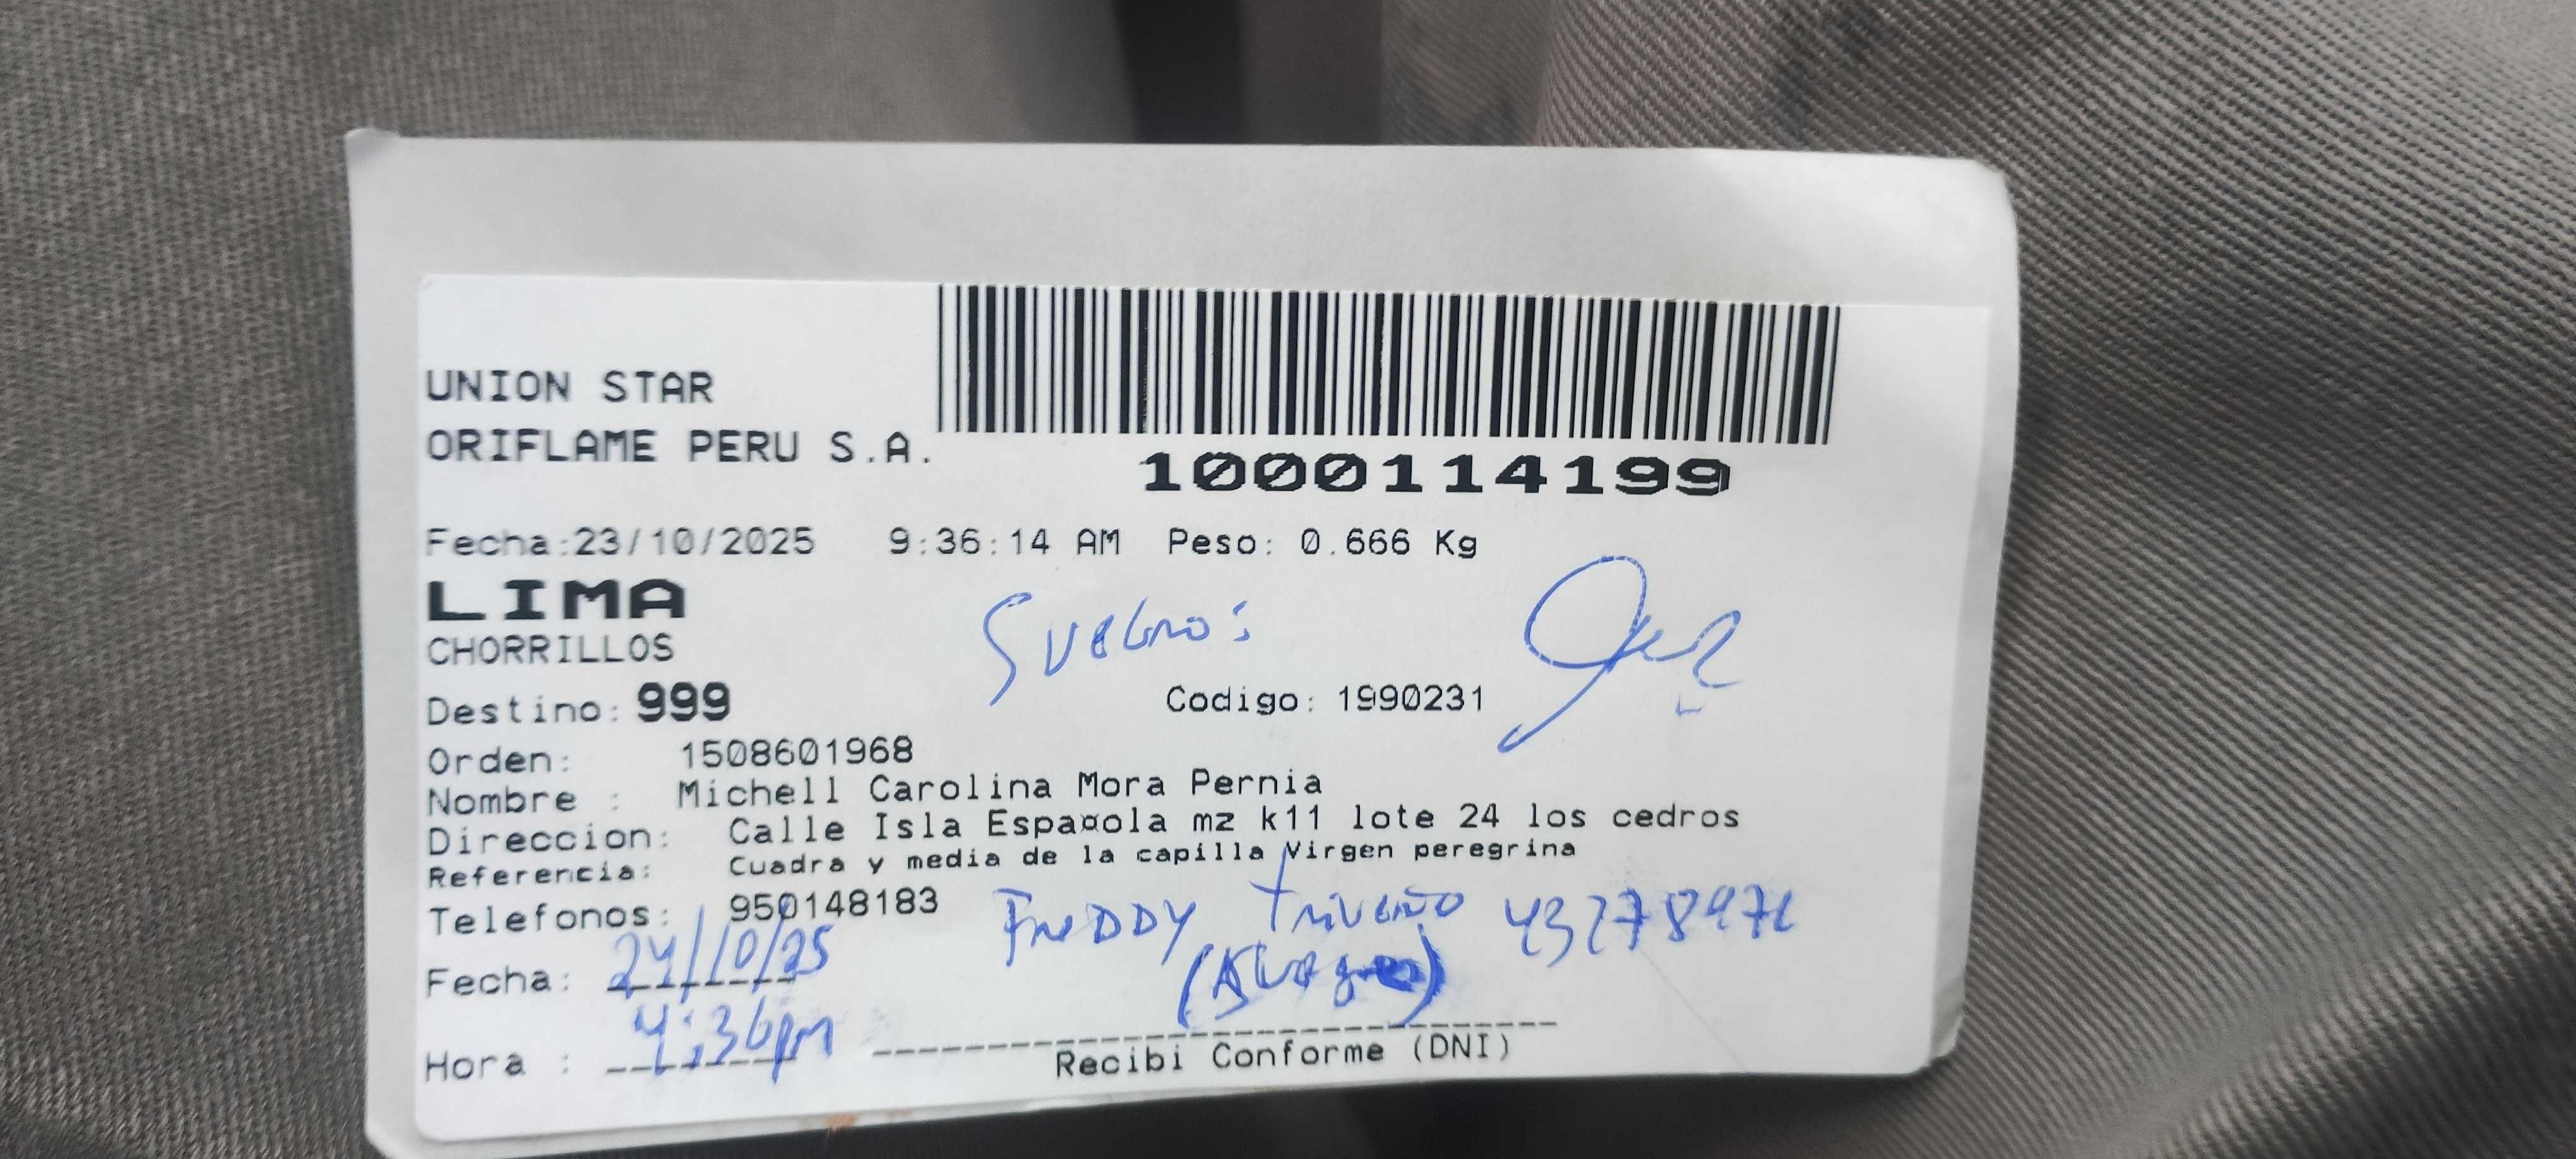 UNION STAR
ORIFLAME PERU S.A.
1000114199
Fecha:23/10/2025 9:36:14 AM Peso: 0.666 Kg
LIMA
CHORRILLOS
Destino: 999 Codigo: 1990231
Orden: 1508601968
Nombre : Michell Carolina Mora Pernia
Direccion: Calle Isla Espa¤ola mz k11 lote 24 los cedros
Referencia: Cuadra y media de la capilla Virgen peregrina
Telefonos: 950148183
FREDDY Triveño
Fecha: 24/10/25
Hora : 4:36pm
Recibi Conforme (DNI)